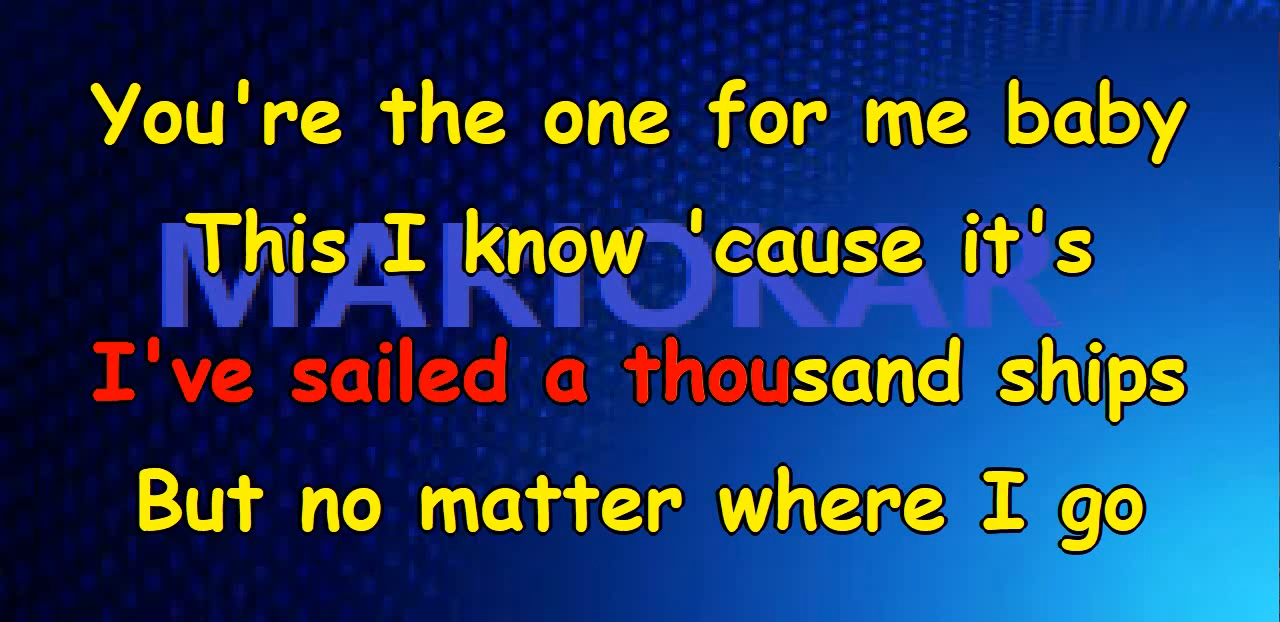 You're the one for me baby
This I know 'cause it's
MAKIOKAR
I've sailed a thousand ships
But no matter where I go